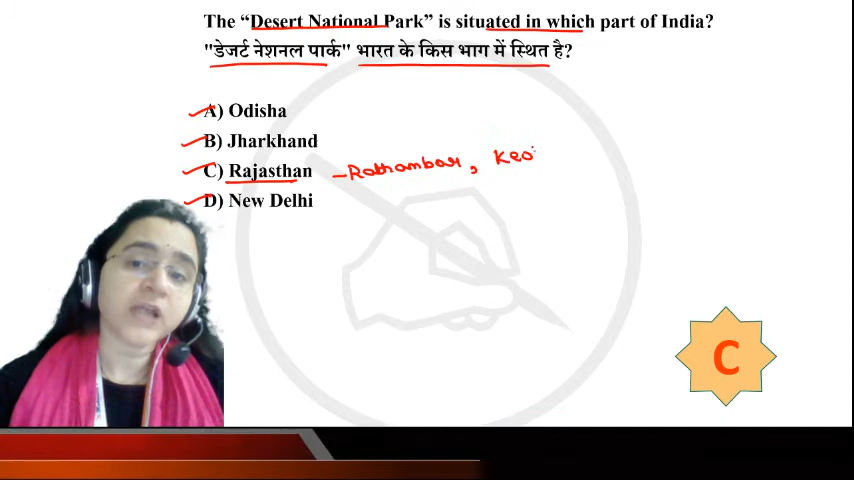 The “Desert National Park” is situated in which part of India?
"डेजर्ट नेशनल पार्क" भारत के किस भाग में स्थित है?
A) Odisha
B) Jharkhand
C) Rajasthan – Rathambar, Keo
D) New Delhi
C